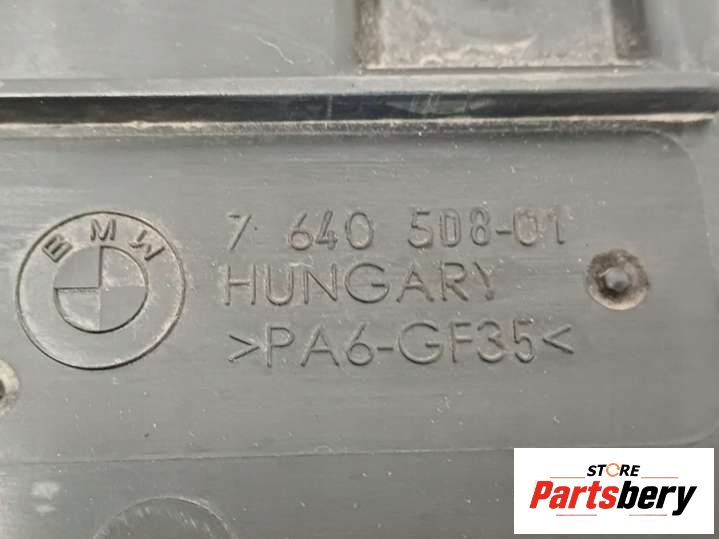 BMW
7 640 508-01
HUNGARY
>PA6-GF35<
STORE
Partsbery